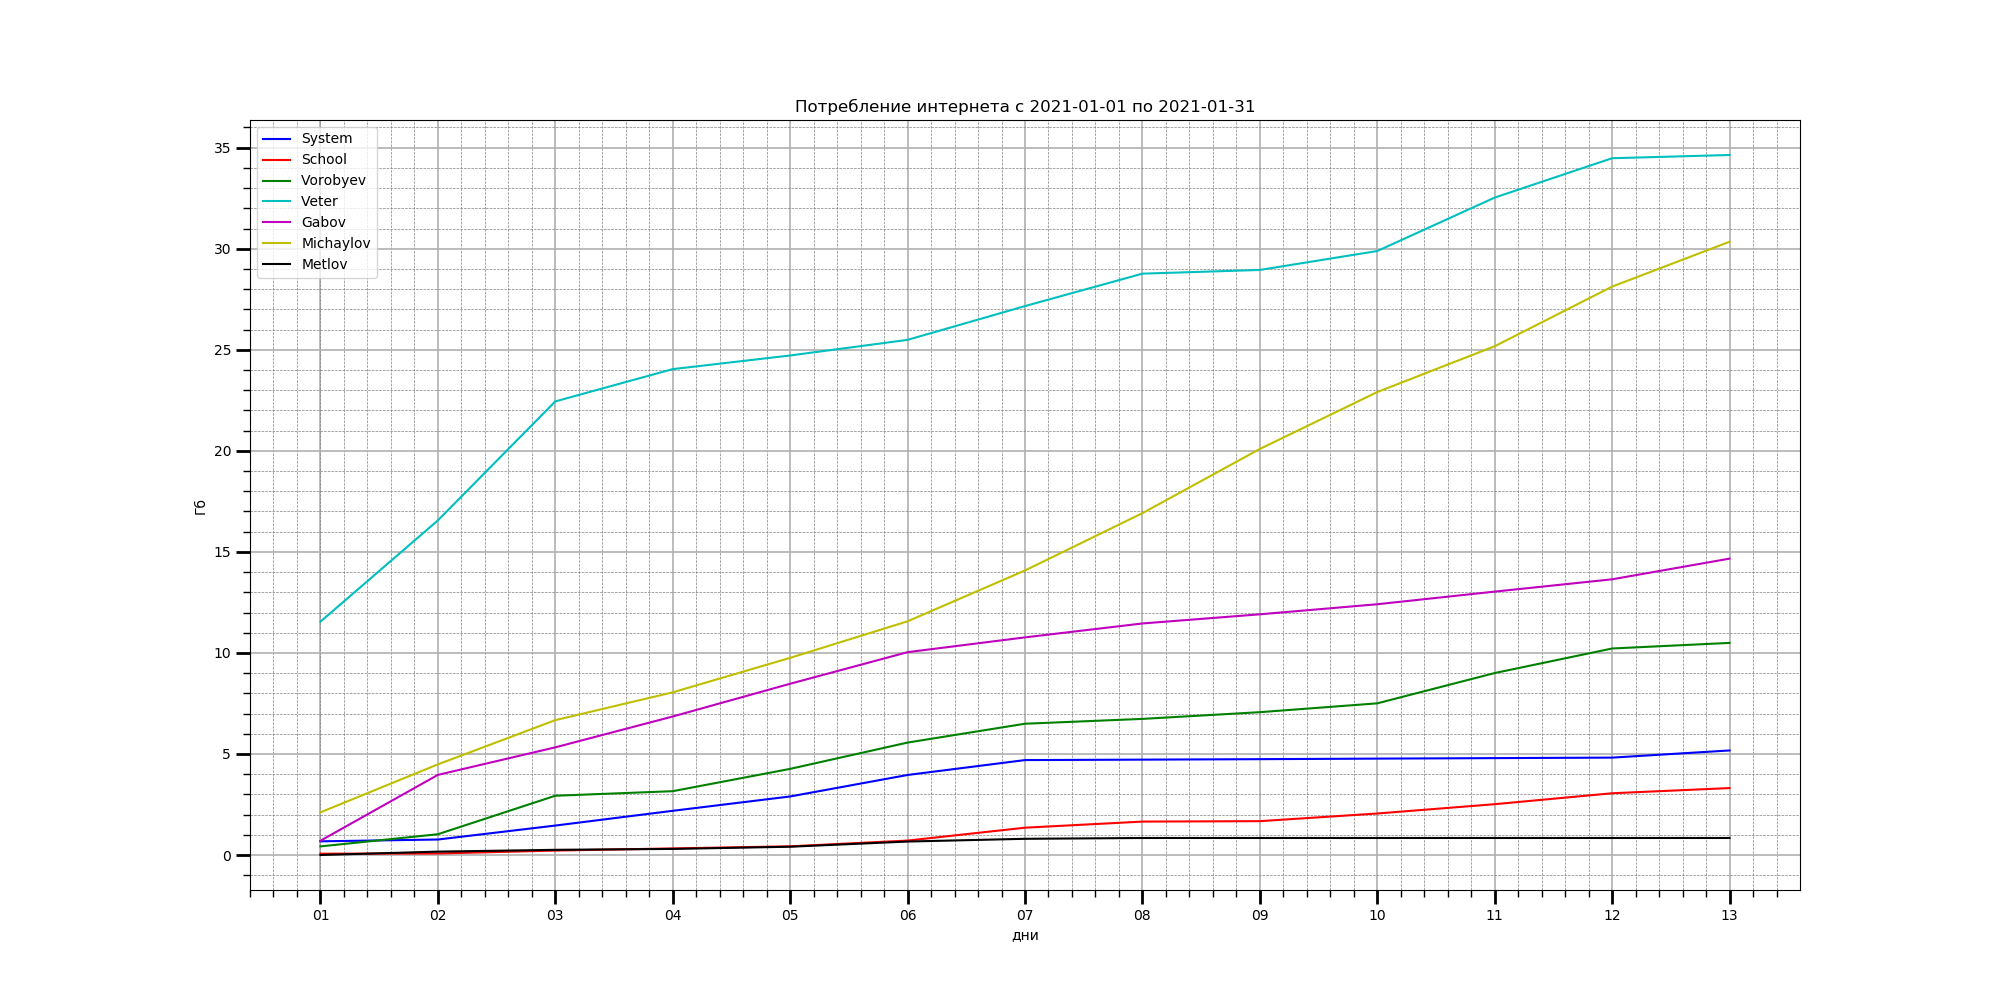 Потребление интернета с 2021-01-01 по 2021-01-31
System
School
Vorobyev
Veter
Gabov
Michaylov
Metlov
35
30
25
20
15
10
5
0
Гб
01 02 03 04 05 06 07 08 09 10 11 12 13
дни